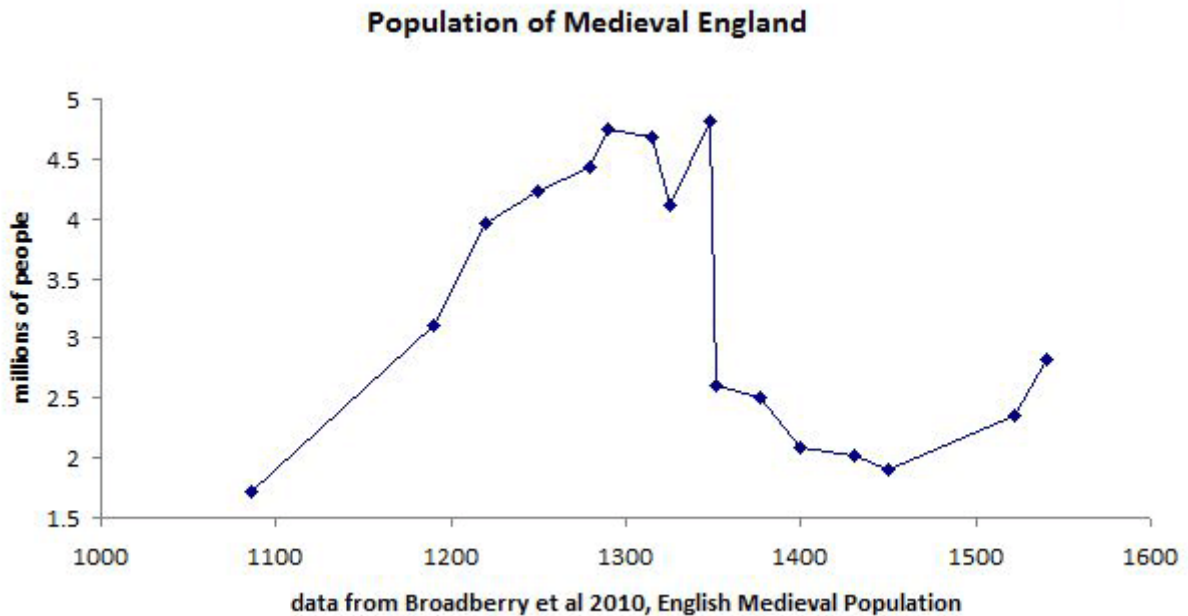 Population of Medieval England
5
4.5
4
3.5
3
2.5
2
1.5
millions of people
1000 1100 1200 1300 1400 1500 1600
data from Broadberry et al 2010, English Medieval Population